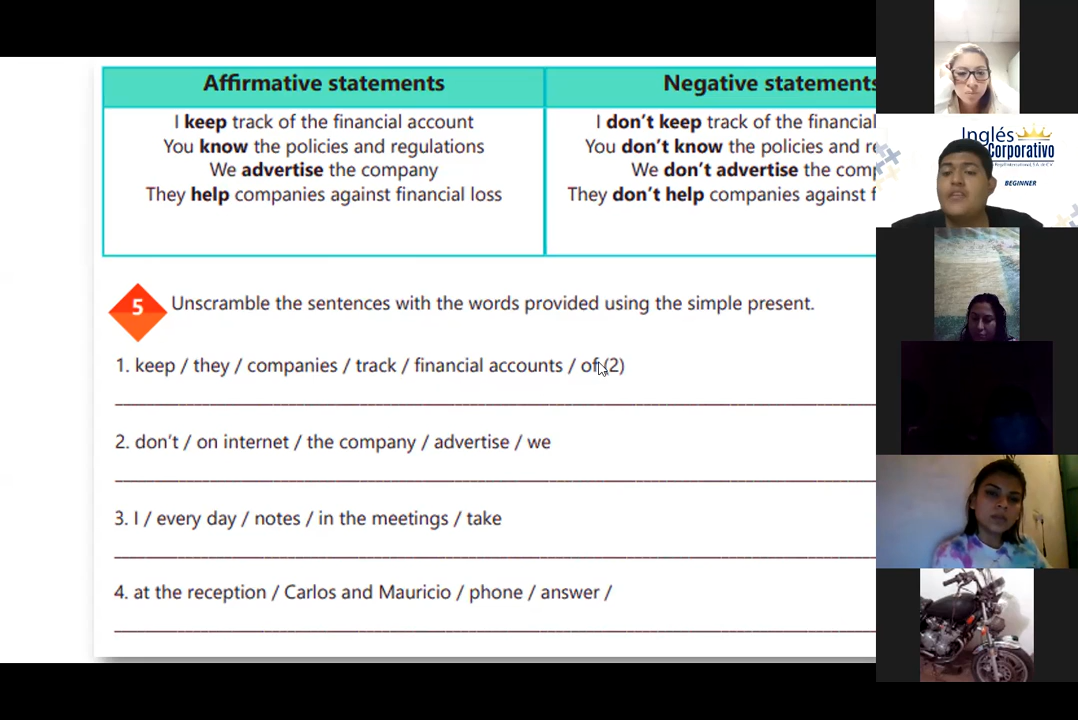 Affirmative statements
I keep track of the financial account
You know the policies and regulations
We advertise the company
They help companies against financial loss
Negative statements
I don't keep track of the financial
You don't know the policies and
We don't advertise the
They don't help companies against
5 Unscramble the sentences with the words provided using the simple present.
1. keep / they / companies / track / financial accounts / of (2)
2. don't / on internet / the company / advertise / we
3. I / every day / notes / in the meetings / take
4. at the reception / Carlos and Mauricio / phone / answer /
Inglés
Corporativo
BEGINNER